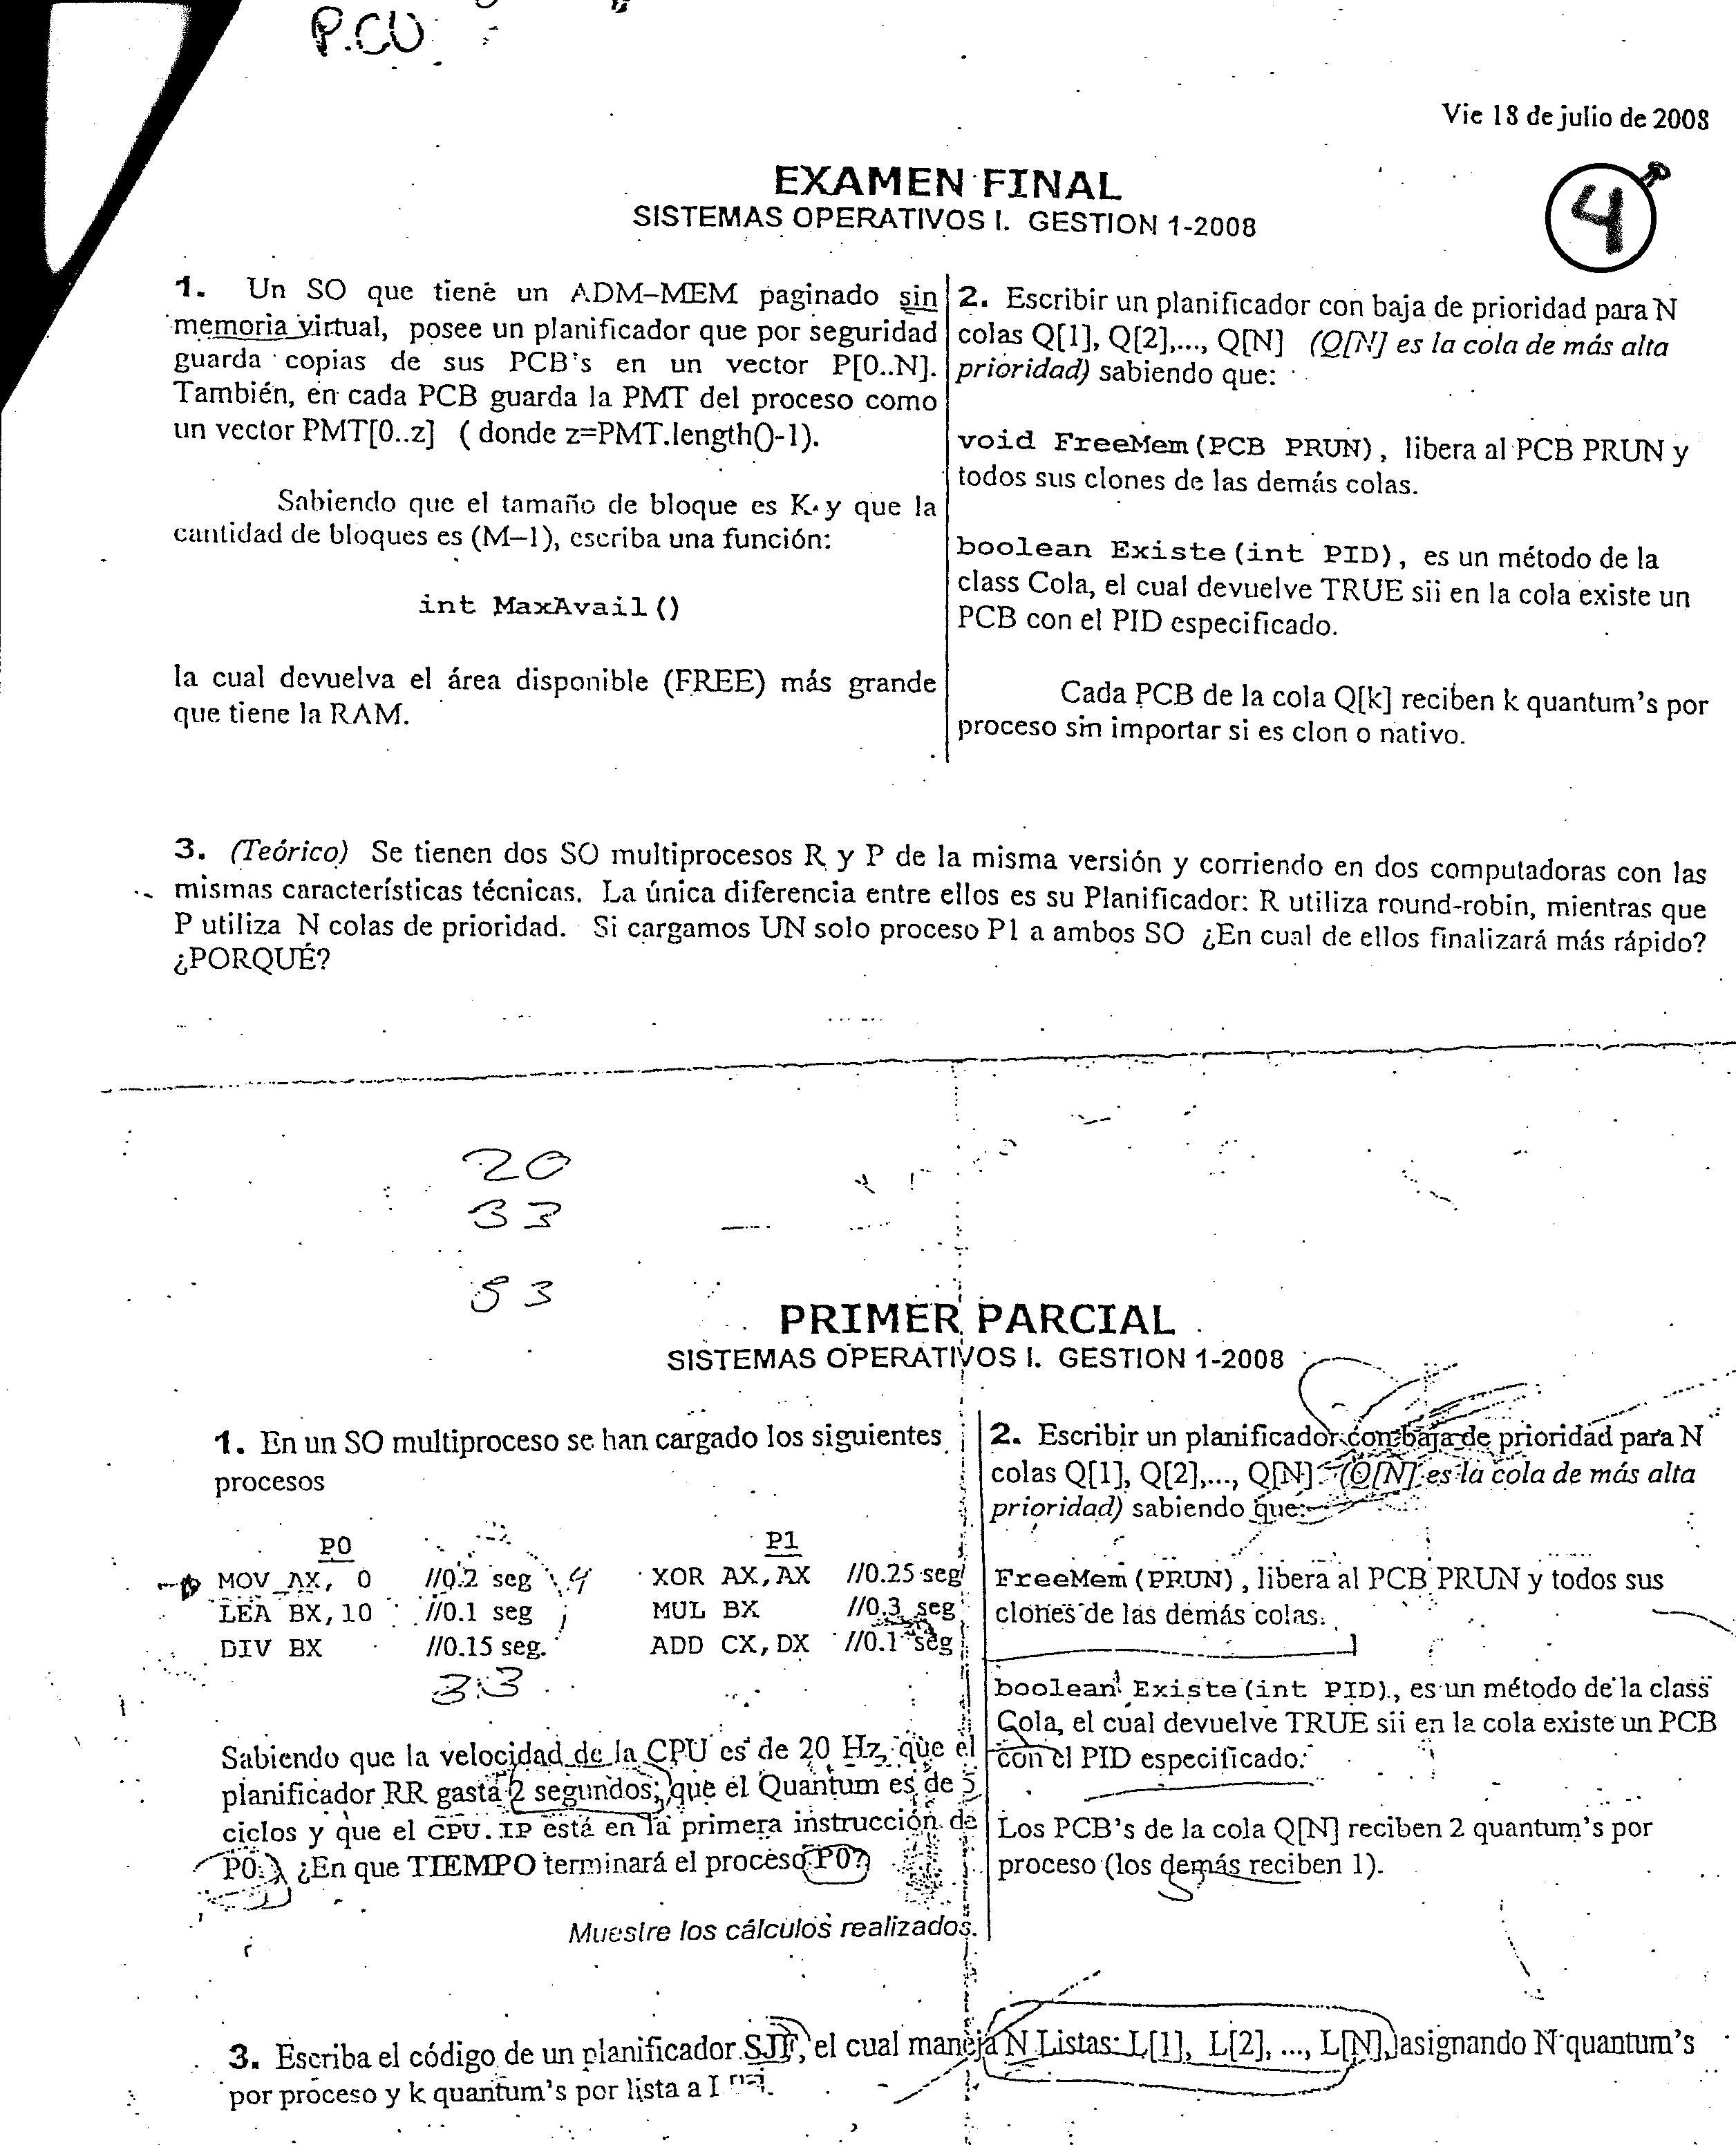 P.CU
Vie 18 de julio de 2008
EXAMEN FINAL
SISTEMAS OPERATIVOS I. GESTION 1-2008
4
1. Un SO que tiene un ADM-MEM paginado sin
memoria virtual, posee un planificador que por seguridad
guarda copias de sus PCB's en un vector P[0..N].
También, en cada PCB guarda la PMT del proceso como
un vector PMT[0..z] ( donde z=PMT.length()-1).
Sabiendo que el tamaño de bloque es K y que la
cantidad de bloques es (M-1), escriba una función:
int MaxAvail()
la cual devuelva el área disponible (FREE) más grande
que tiene la RAM.
2. Escribir un planificador con baja de prioridad para N
colas Q[1], Q[2],..., Q[N] (Q[N] es la cola de más alta
prioridad) sabiendo que:
void FreeMem(PCB PRUN), libera al PCB PRUN y
todos sus clones de las demás colas.
boolean Existe(int PID), es un método de la
class Cola, el cual devuelve TRUE sii en la cola existe un
PCB con el PID especificado.
Cada PCB de la cola Q[k] reciben k quantum's por
proceso sin importar si es clon o nativo.
3. (Teórico) Se tienen dos SO multiprocesos R y P de la misma versión y corriendo en dos computadoras con las
mismas características técnicas. La única diferencia entre ellos es su Planificador: R utiliza round-robin, mientras que
P utiliza N colas de prioridad. Si cargamos UN solo proceso P1 a ambos SO ¿En cual de ellos finalizará más rápido?
¿PORQUÉ?
20
33
53
PRIMER PARCIAL
SISTEMAS OPERATIVOS I. GESTION 1-2008
1. En un SO multiproceso se han cargado los siguientes
procesos
P0 P1
MOV AX, 0 //0.2 seg 4 XOR AX,AX //0.25 seg
LEA BX,10 //0.1 seg MUL BX //0.3 seg
DIV BX //0.15 seg. ADD CX,DX //0.1 seg
3.3
Sabiendo que la velocidad de la CPU es de 20 Hz, que el
planificador RR gasta 2 segundos, que el Quantum es de 5
ciclos y que el CPU.IP está en la primera instrucción de
P0. ¿En que TIEMPO terminará el proceso P0?
Muestre los cálculos realizados.
2. Escribir un planificador con baja de prioridad para N
colas Q[1], Q[2],..., Q[N] (Q[N] es la cola de más alta
prioridad) sabiendo que:
FreeMem(PRUN), libera al PCB PRUN y todos sus
clones de las demás colas.
boolean Existe(int PID), es un método de la class
Cola, el cual devuelve TRUE sii en la cola existe un PCB
con el PID especificado.
Los PCB's de la cola Q[N] reciben 2 quantum's por
proceso (los demás reciben 1).
3. Escriba el código de un planificador SJF, el cual maneja N Listas: L[1], L[2], ..., L[N], asignando N quantum's
por proceso y k quantum's por lista a